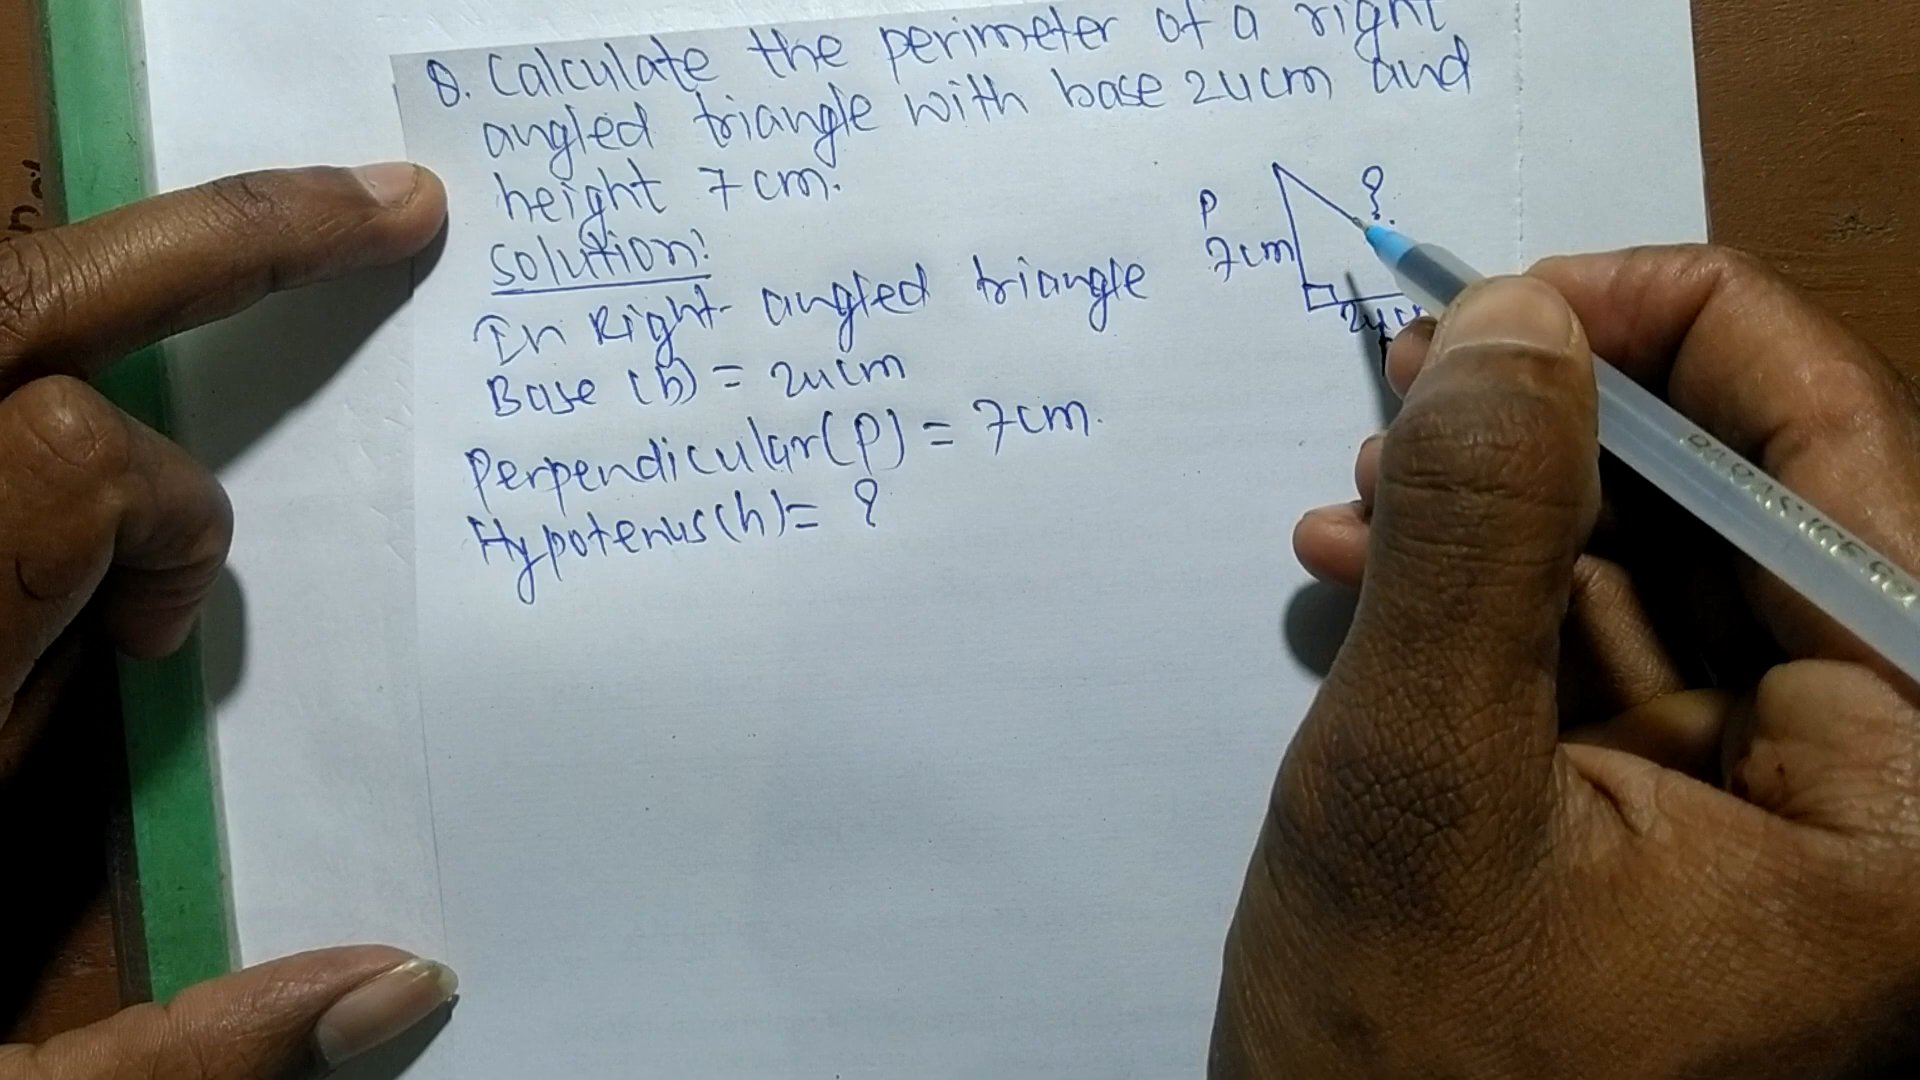 Q. Calculate the perimeter of a right
angled triangle with base 24cm and
height 7cm.
Solution:
In Right-angled triangle
Base (b) = 24cm
Perpendicular(P) = 7cm.
Hypotenus(h)= ?
P
?
7cm